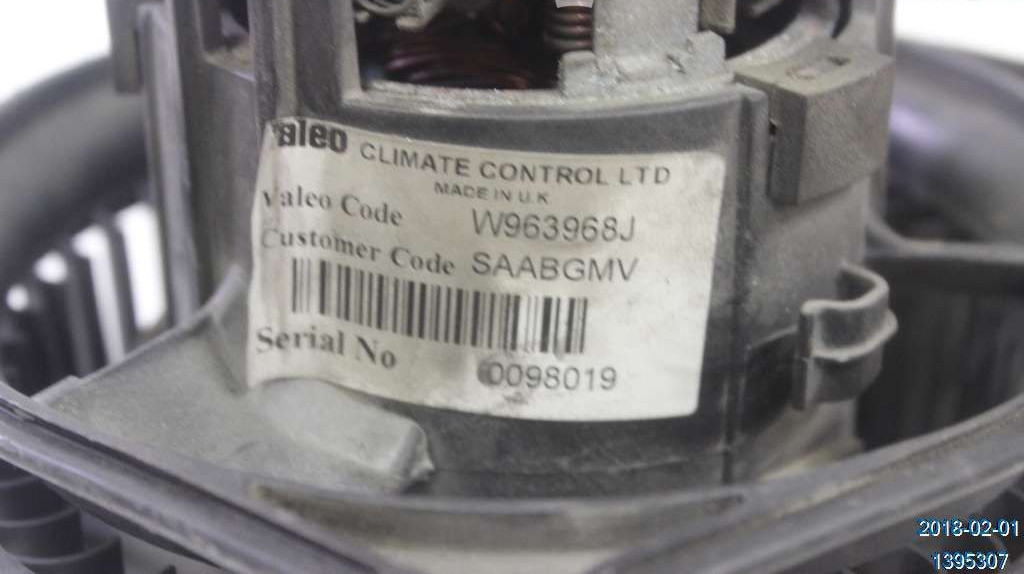 valeo CLIMATE CONTROL LTD
MADE IN U.K
Valeo Code W963968J
Customer Code SAABGMV
Serial No 0098019
2018-02-01
1395307